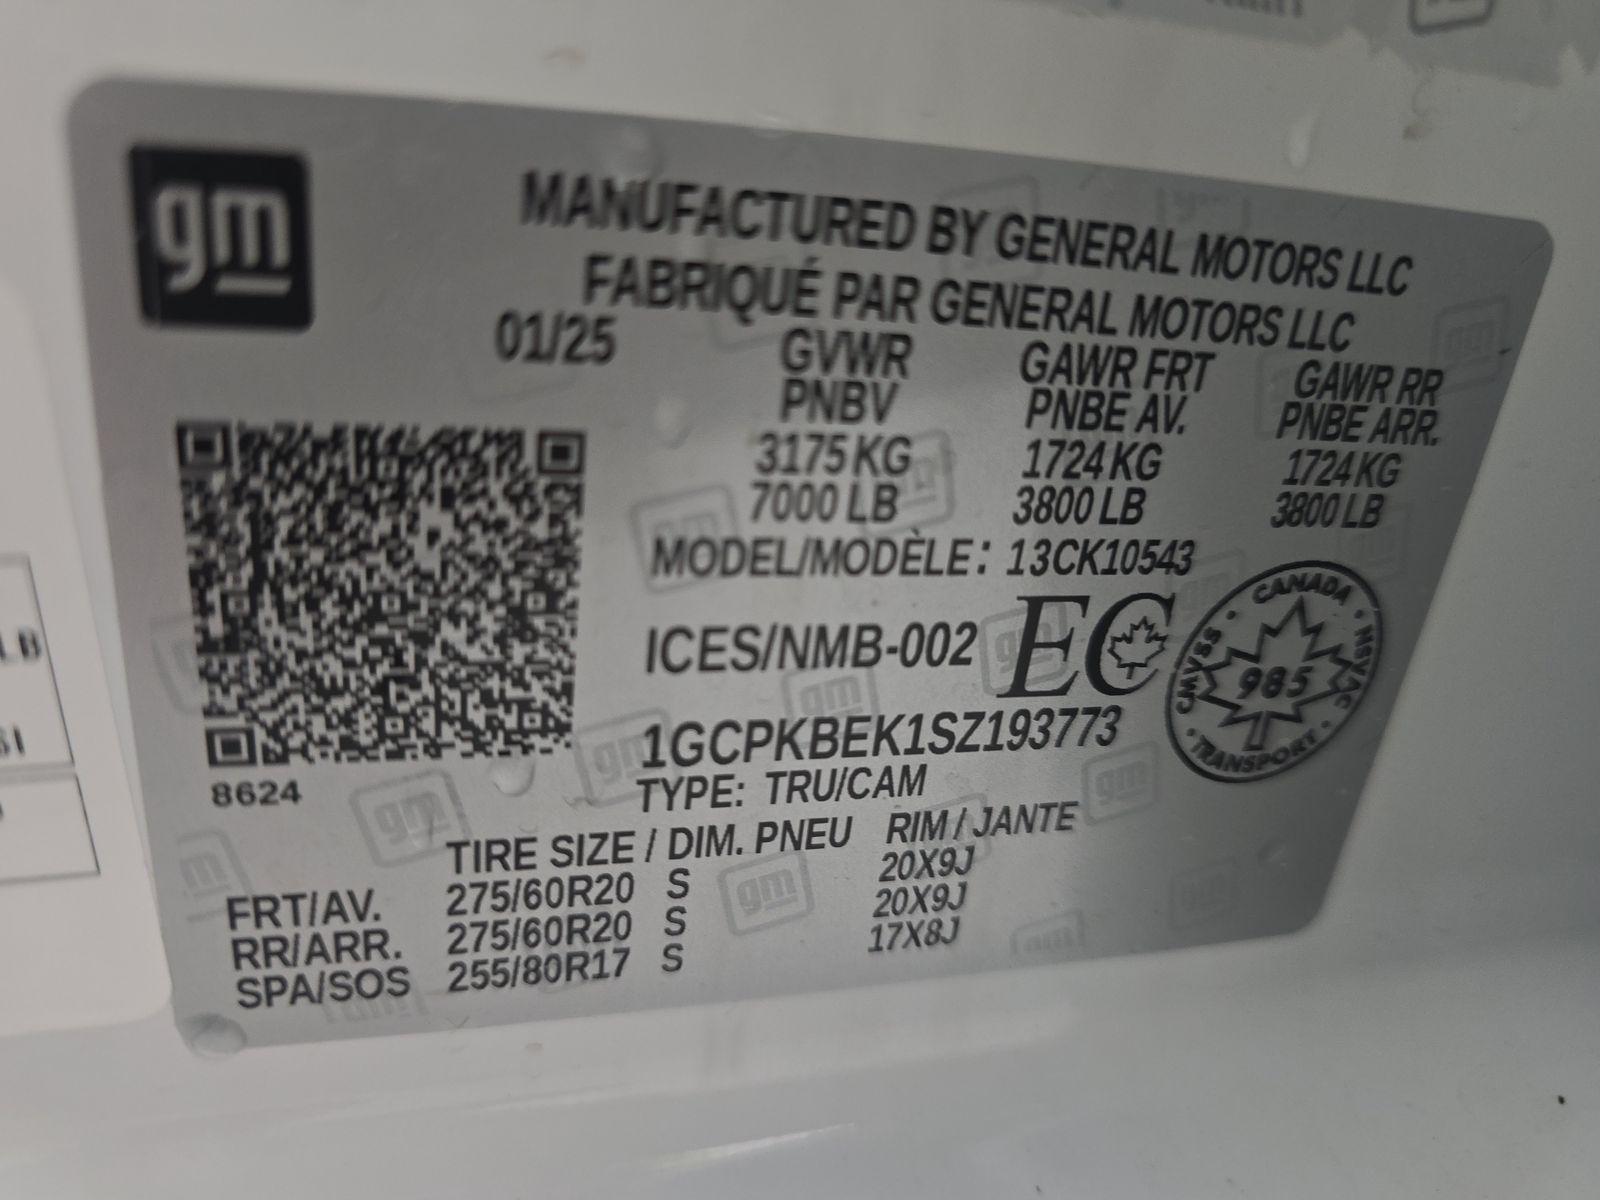 gm
MANUFACTURED BY GENERAL MOTORS LLC
FABRIQUÉ PAR GENERAL MOTORS LLC
01/25 GVWR GAWR FRT GAWR RR
PNBV PNBE AV. PNBE ARR.
3175 KG 1724 KG 1724 KG
7000 LB 3800 LB 3800 LB
MODEL/MODÈLE: 13CK10543
ICES/NMB-002 EC
CANADA
CMVSS 985 NSVAC
TRANSPORT
1GCPKBEK1SZ193773
8624 TYPE: TRU/CAM
TIRE SIZE / DIM. PNEU RIM / JANTE
FRT/AV. 275/60R20 S 20X9J
RR/ARR. 275/60R20 S 20X9J
SPA/SOS 255/80R17 S 17X8J
LB